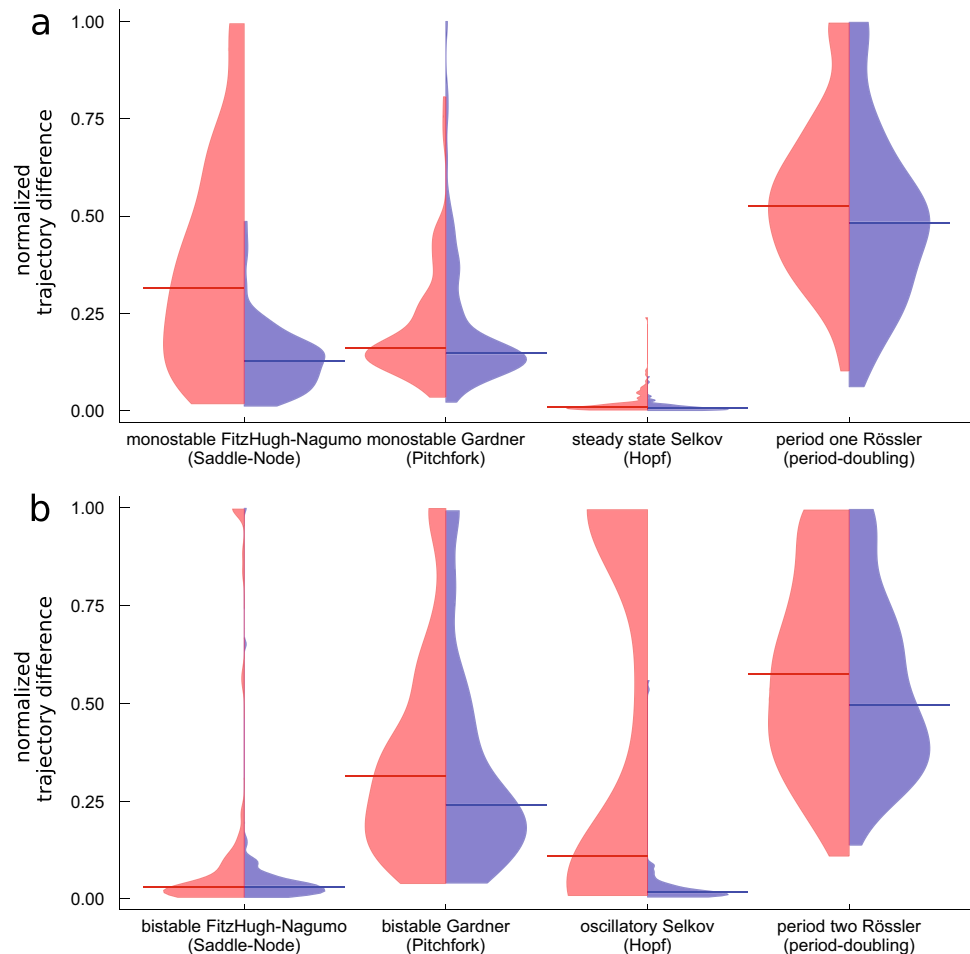 a
normalized
trajectory difference
1.00
0.75
0.50
0.25
0.00
monostable FitzHugh-Nagumo
(Saddle-Node)
monostable Gardner
(Pitchfork)
steady state Selkov
(Hopf)
period one Rössler
(period-doubling)
b
normalized
trajectory difference
1.00
0.75
0.50
0.25
0.00
bistable FitzHugh-Nagumo
(Saddle-Node)
bistable Gardner
(Pitchfork)
oscillatory Selkov
(Hopf)
period two Rössler
(period-doubling)